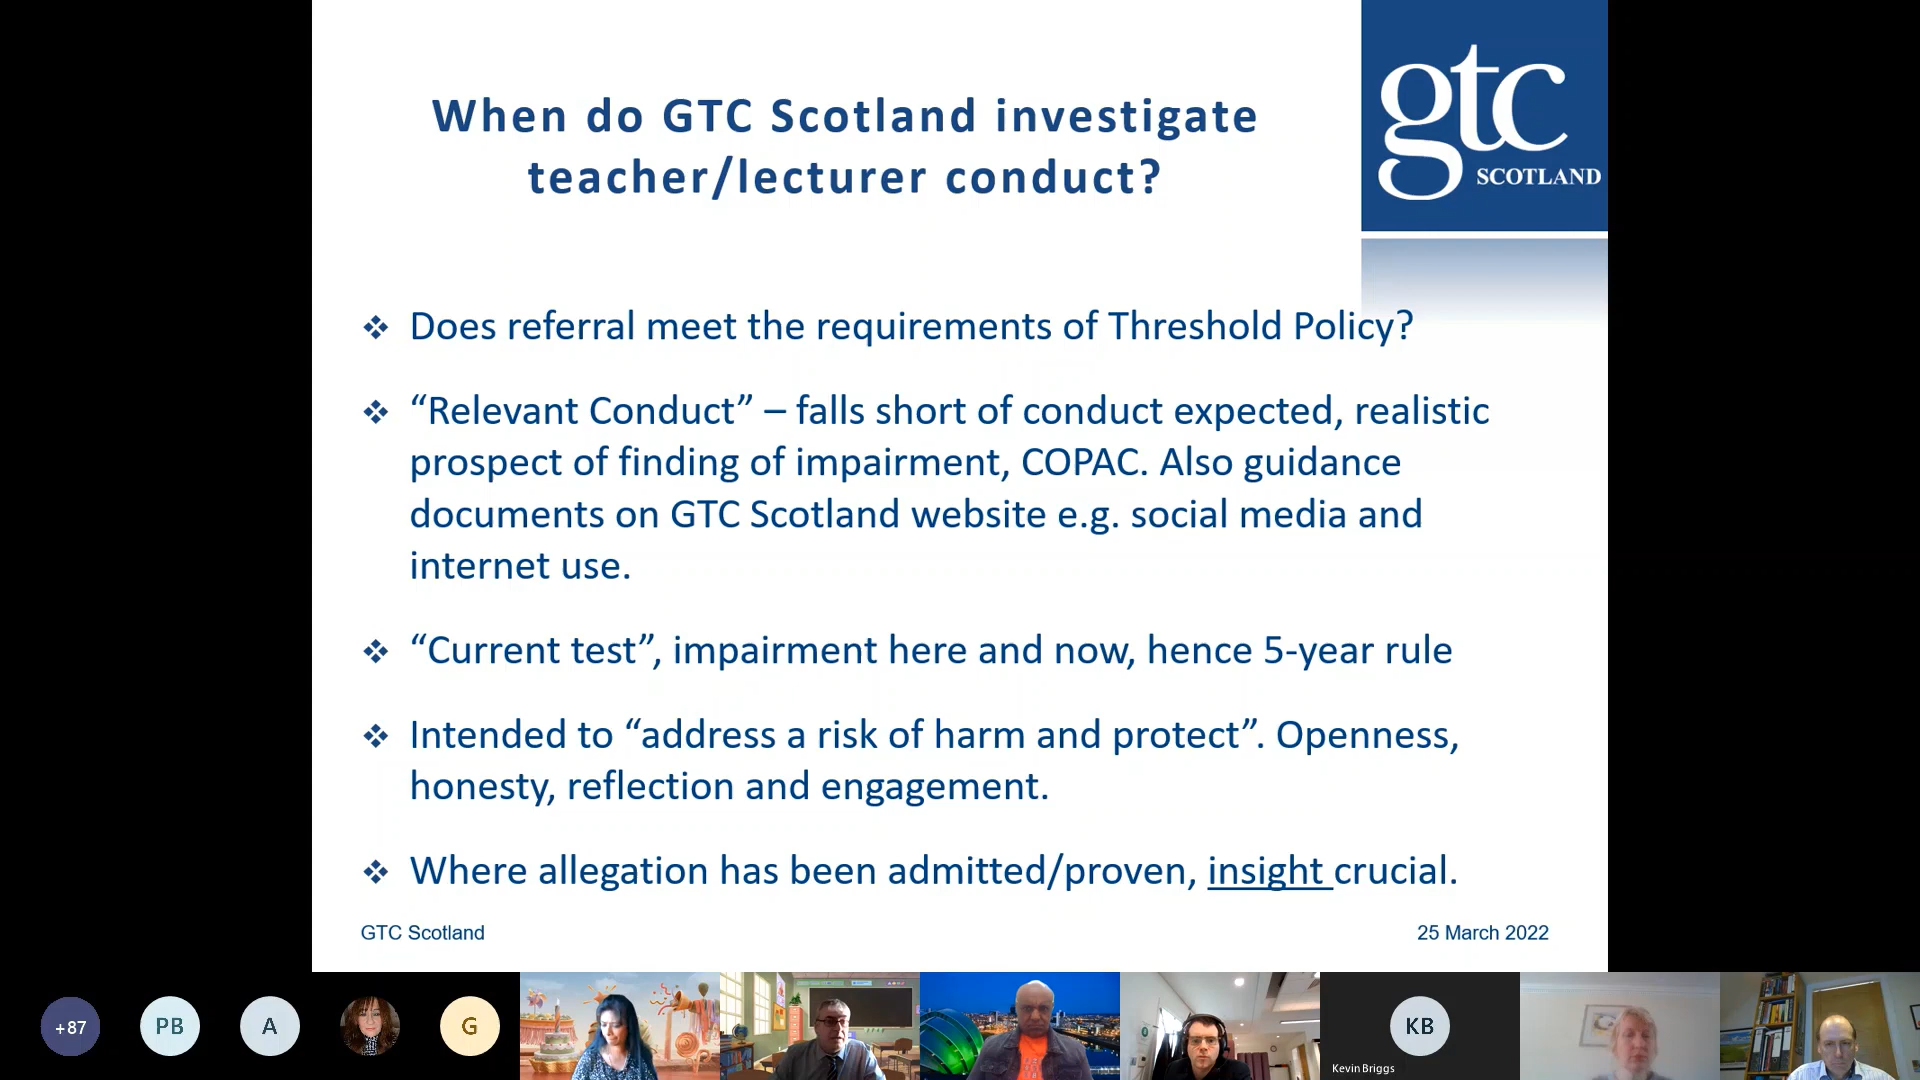 When do GTC Scotland investigate
teacher/lecturer conduct?
gtc
SCOTLAND
❖ Does referral meet the requirements of Threshold Policy?
❖ “Relevant Conduct” – falls short of conduct expected, realistic
prospect of finding of impairment, COPAC. Also guidance
documents on GTC Scotland website e.g. social media and
internet use.
❖ “Current test”, impairment here and now, hence 5-year rule
❖ Intended to “address a risk of harm and protect”. Openness,
honesty, reflection and engagement.
❖ Where allegation has been admitted/proven, insight crucial.
GTC Scotland
25 March 2022
+87
PB
A
G
KB
Kevin Briggs